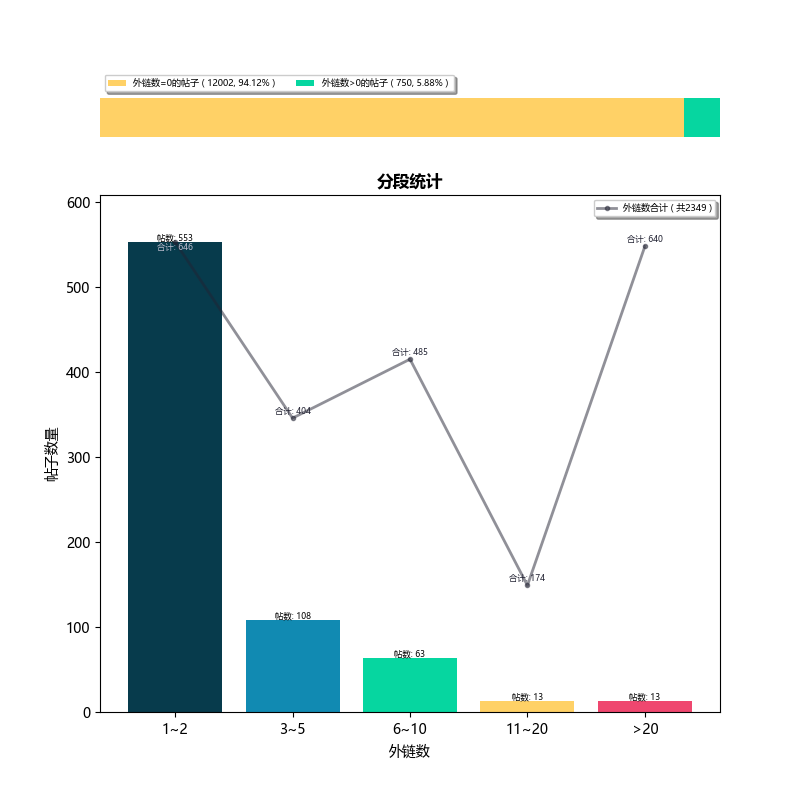 外链数=0的帖子 ( 12002, 94.12% ) 外链数>0的帖子 ( 750, 5.88% )
分段统计
外链数合计 ( 共2349 )
600
500
400
300
200
100
0
帖子数量
帖数: 553
合计: 646
合计: 404
合计: 485
合计: 174
合计: 640
帖数: 108
帖数: 63
帖数: 13
帖数: 13
1~2 3~5 6~10 11~20 >20
外链数